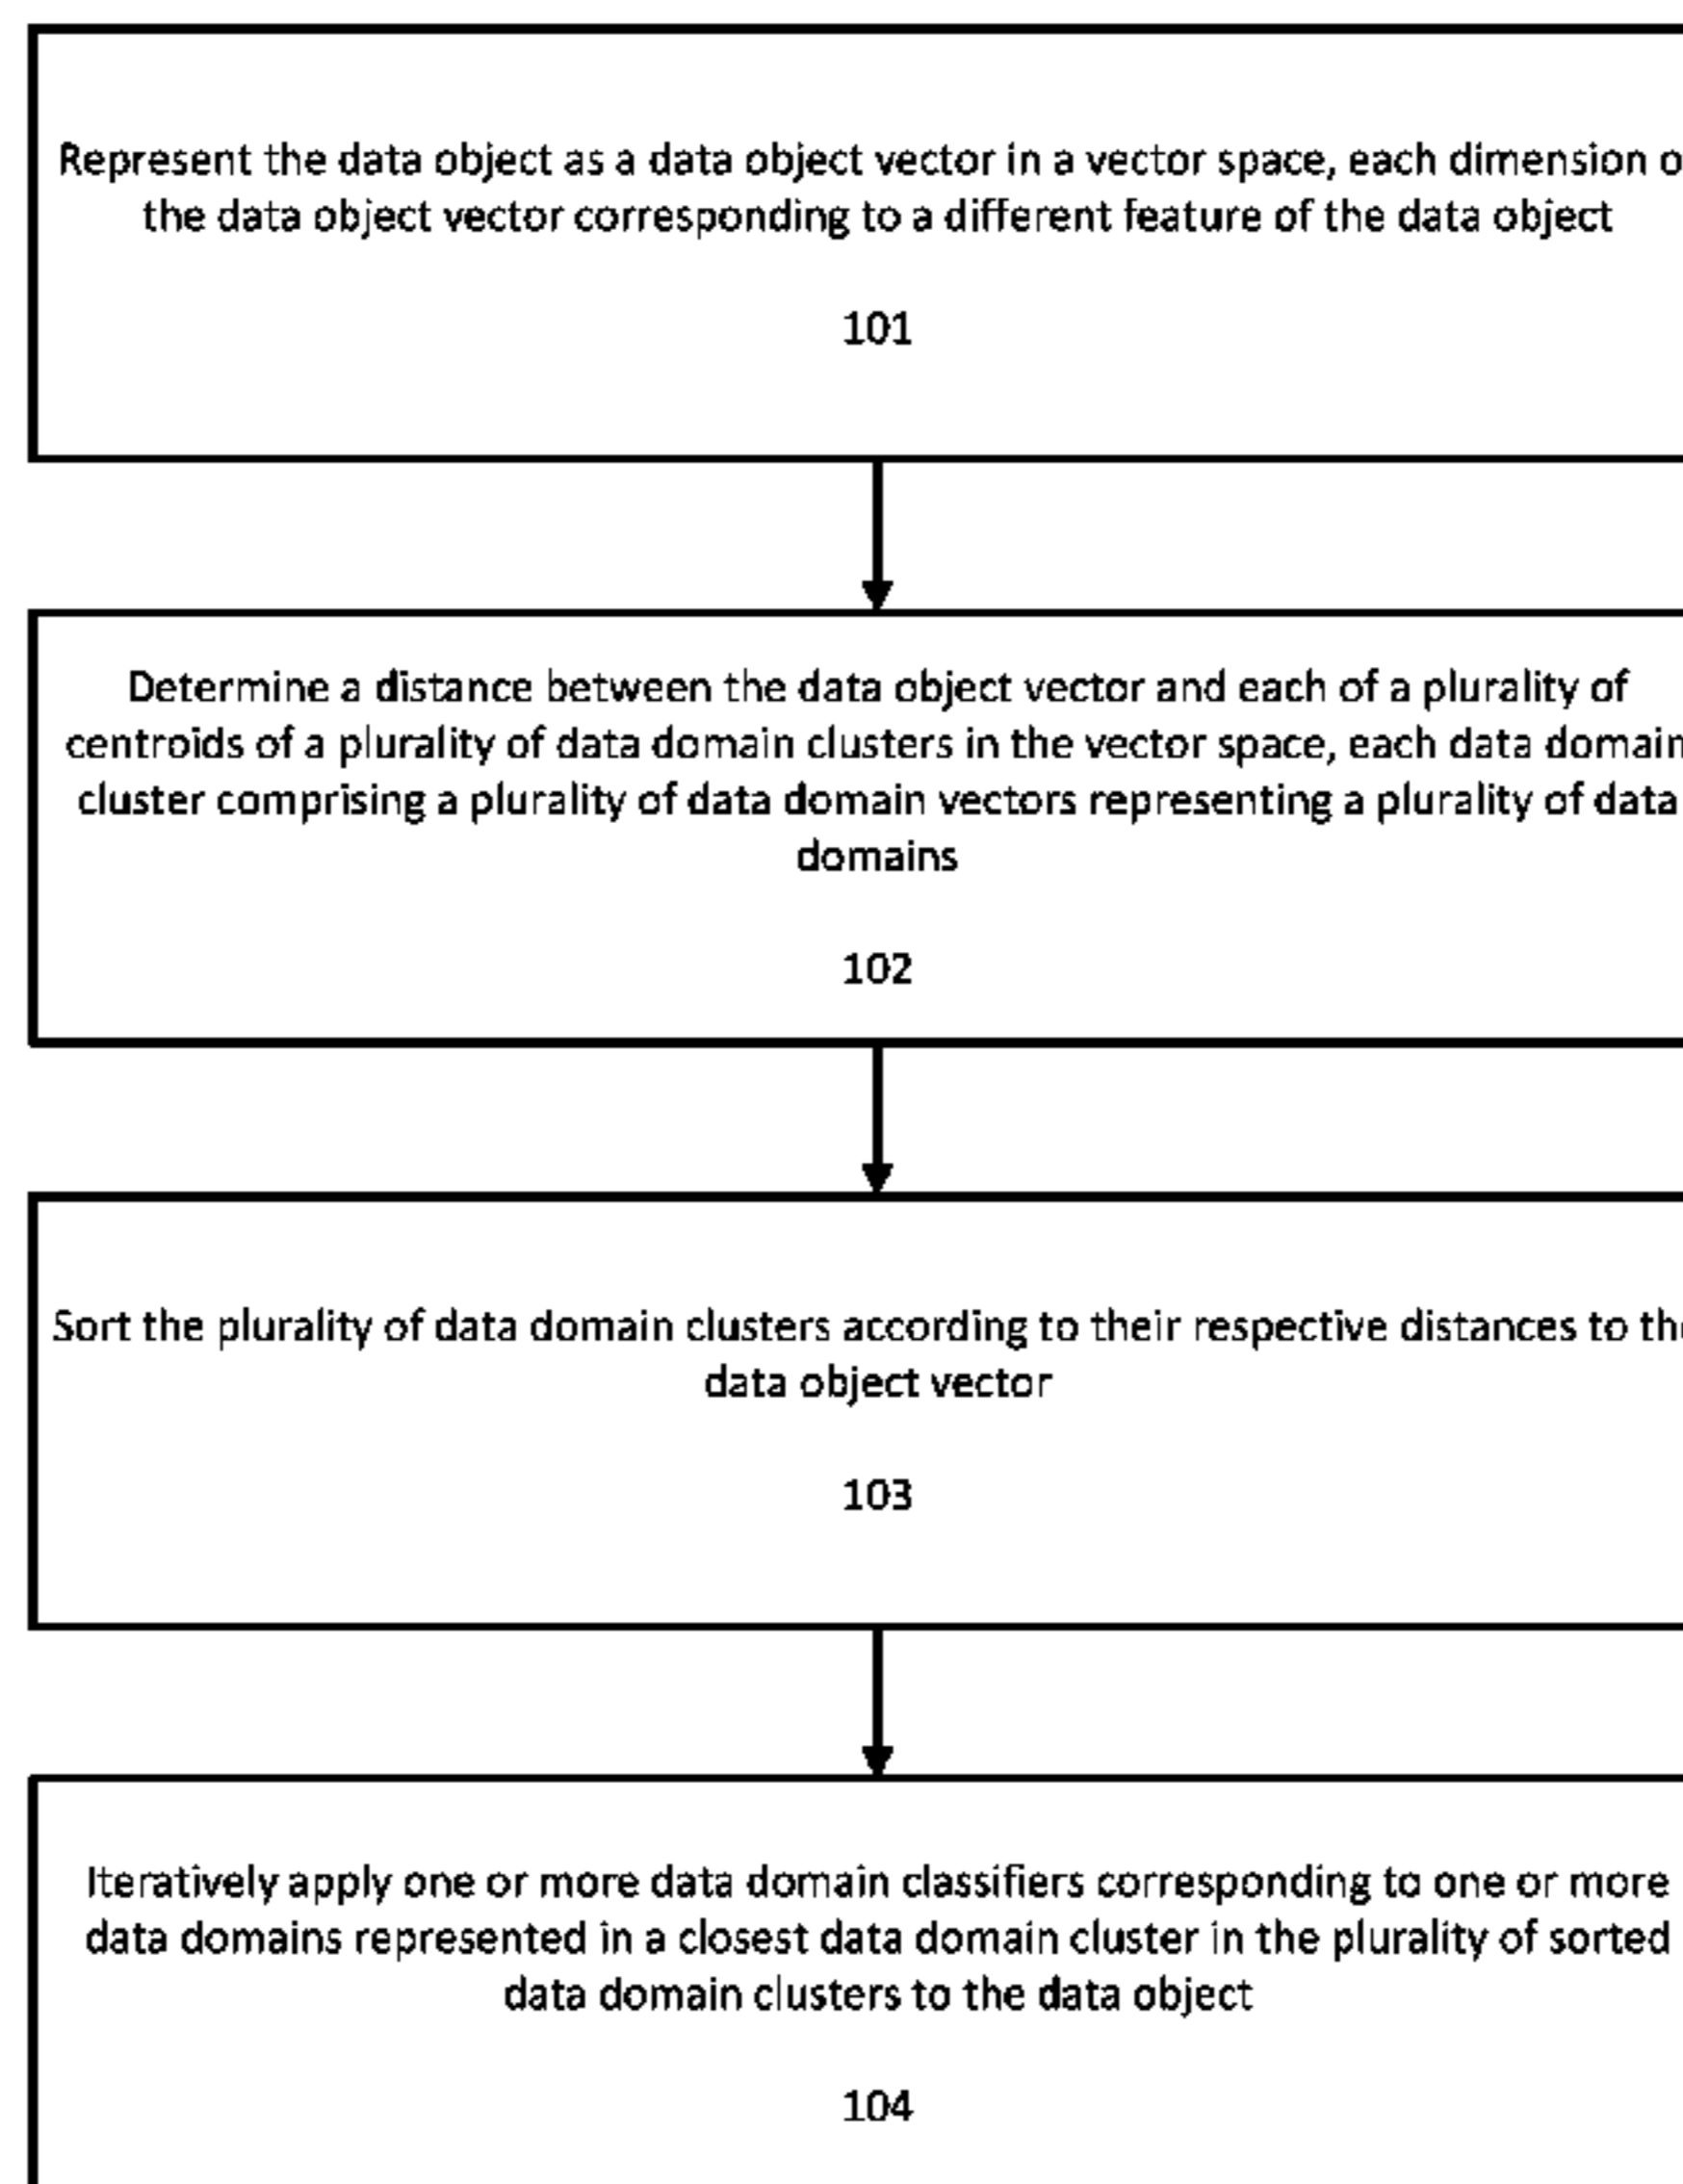 Represent the data object as a data object vector in a vector space, each dimension o
the data object vector corresponding to a different feature of the data object
101
Determine a distance between the data object vector and each of a plurality of
centroids of a plurality of data domain clusters in the vector space, each data domain
cluster comprising a plurality of data domain vectors representing a plurality of data
domains
102
Sort the plurality of data domain clusters according to their respective distances to the
data object vector
103
Iteratively apply one or more data domain classifiers corresponding to one or more
data domains represented in a closest data domain cluster in the plurality of sorted
data domain clusters to the data object
104